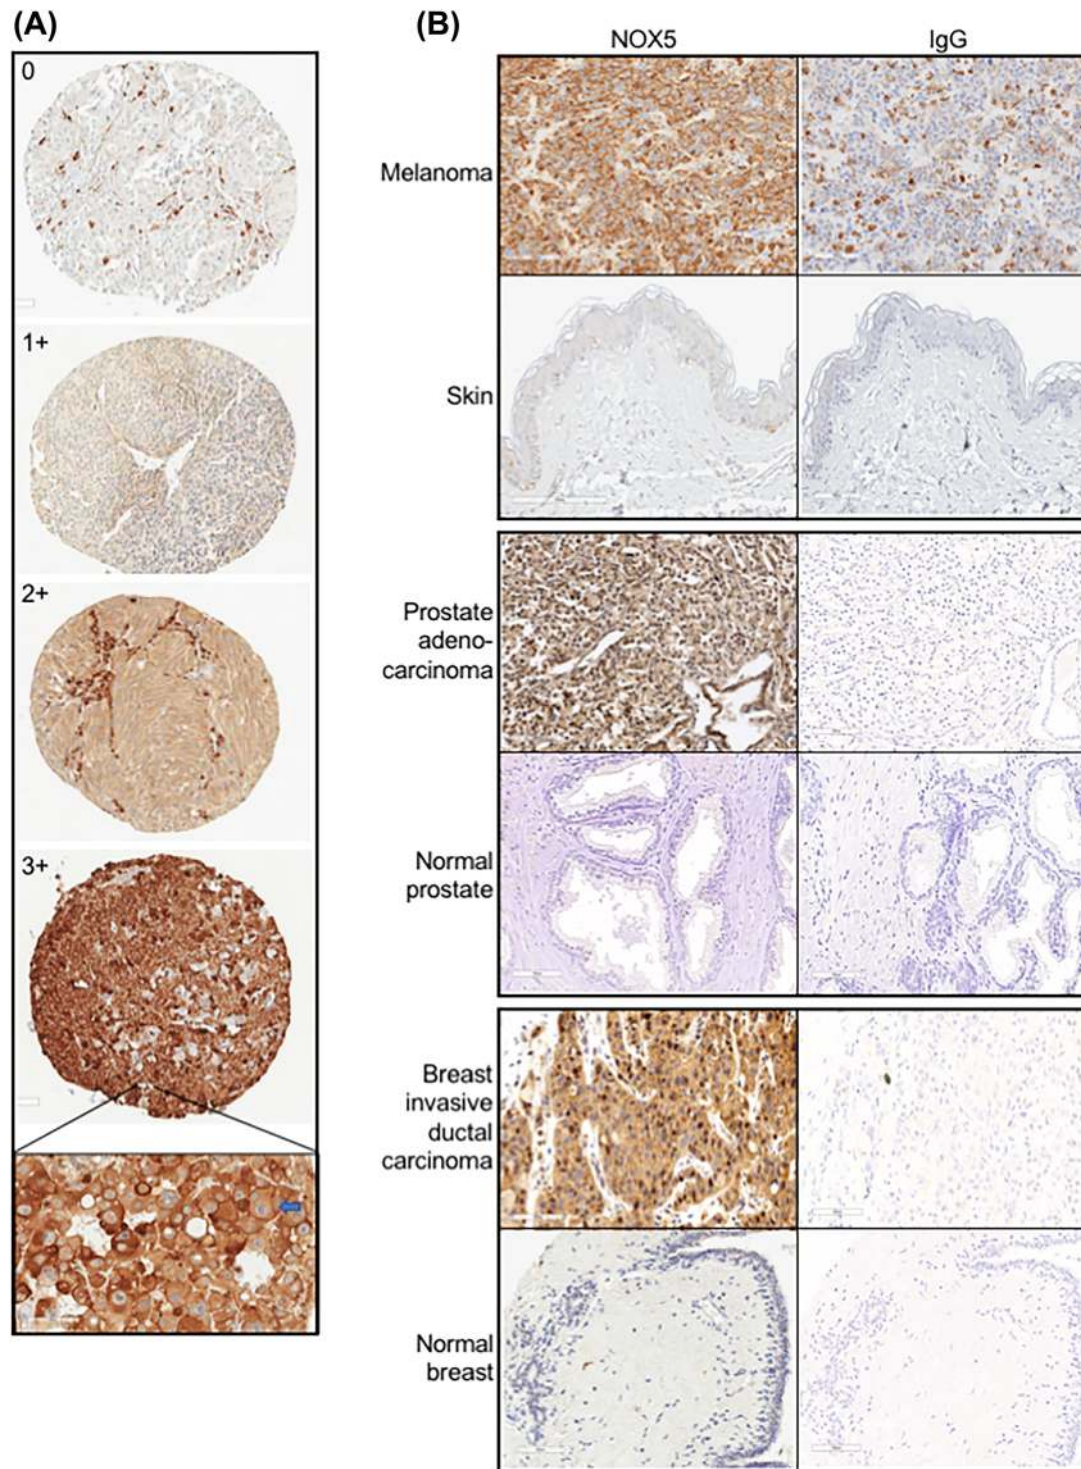 (A)
0
1+
2+
3+
(B)
NOX5 IgG
Melanoma
Skin
Prostate
adeno-
carcinoma
Normal
prostate
Breast
invasive
ductal
carcinoma
Normal
breast